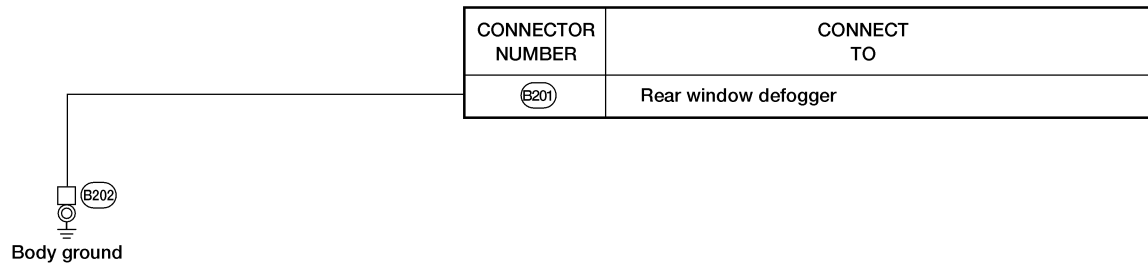 CONNECTOR NUMBER
CONNECT TO
B201
Rear window defogger
B202
Body ground